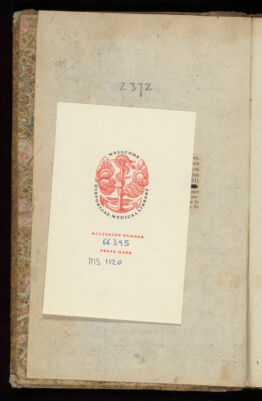 2372
WELLCOME
HISTORICAL MEDICAL LIBRARY
ACCESSION NUMBER
66395
PRESS MARK
MS 1120